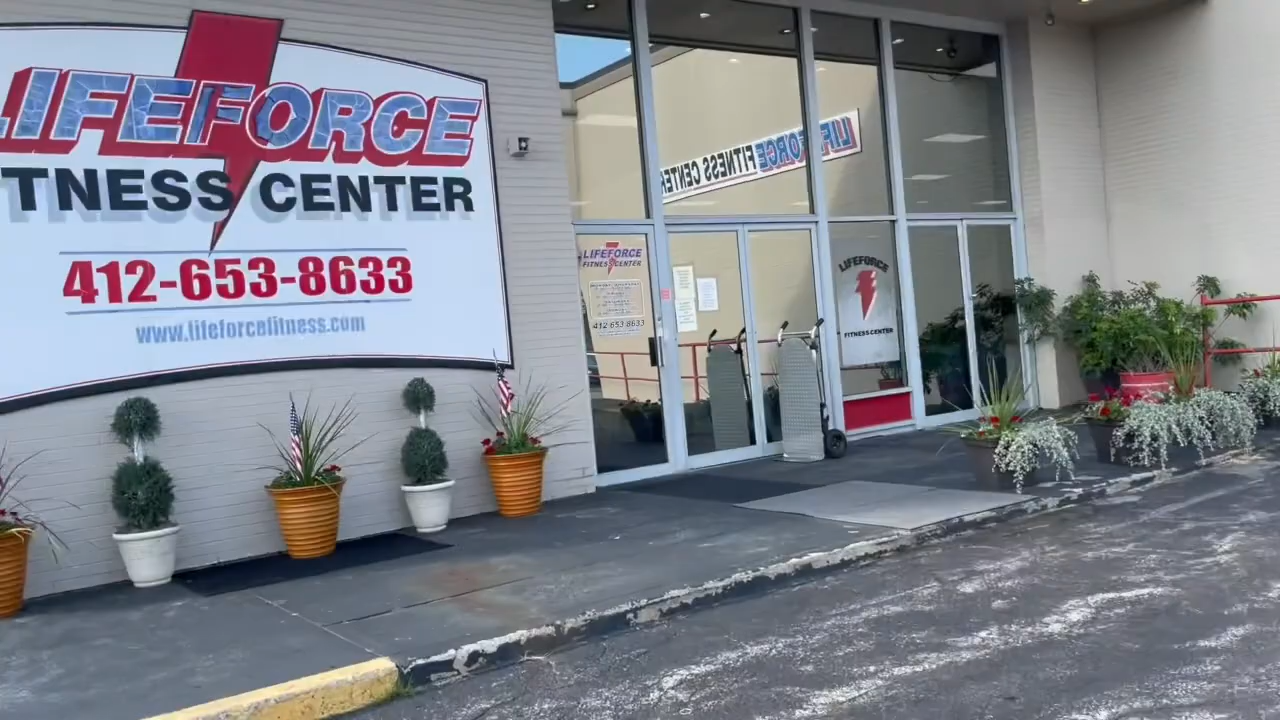 LIFEFORCE
TNESS CENTER
412-653-8633
www.lifeforcefitness.com
LIFEFORCE FITNESS CENTER
LIFEFORCE
FITNESS CENTER
412-653-8633
LIFEFORCE
FITNESS CENTER